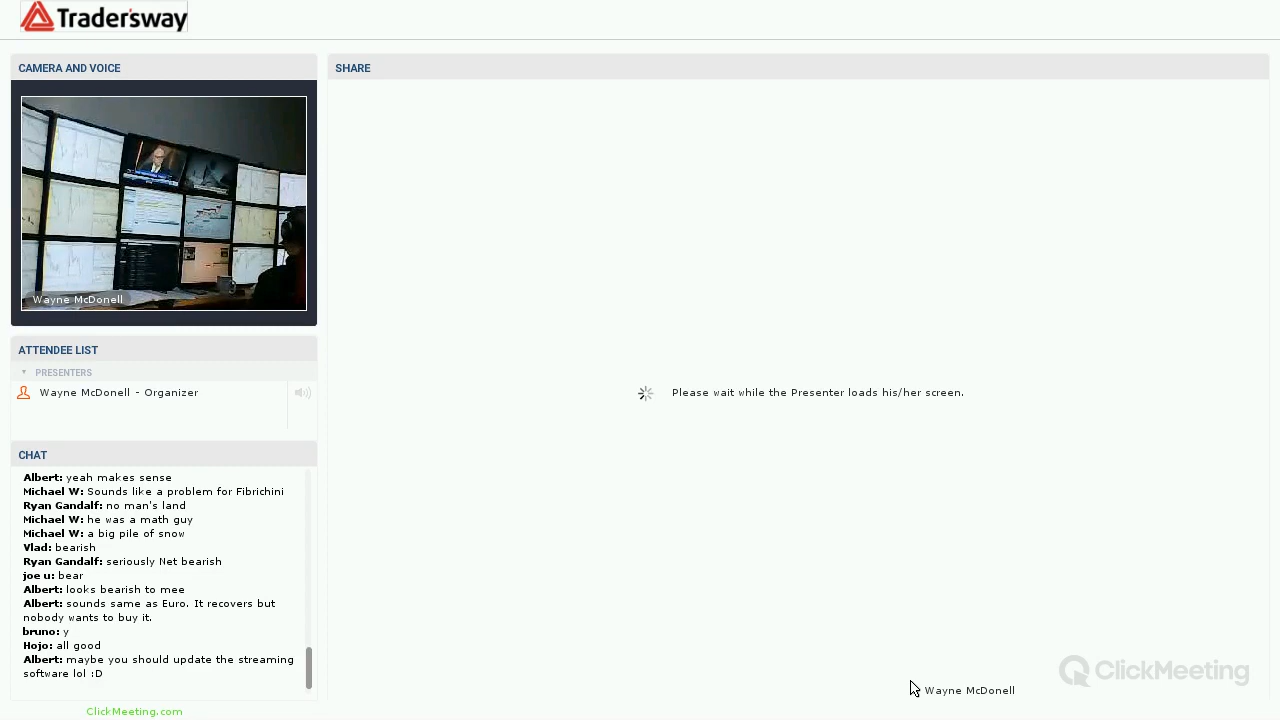 Tradersway
CAMERA AND VOICE
SHARE
Wayne McDonell
ATTENDEE LIST
PRESENTERS
Wayne McDonell - Organizer
Please wait while the Presenter loads his/her screen.
CHAT
Albert: yeah makes sense
Michael W: Sounds like a problem for Fibrichini
Ryan Gandalf: no man's land
Michael W: he was a math guy
Michael W: a big pile of snow
Vlad: bearish
Ryan Gandalf: seriously Net bearish
joe u: bear
Albert: looks bearish to mee
Albert: sounds same as Euro. It recovers but
nobody wants to buy it.
bruno: y
Hojo: all good
Albert: maybe you should update the streaming
software lol :D
ClickMeeting
Wayne McDonell
ClickMeeting.com